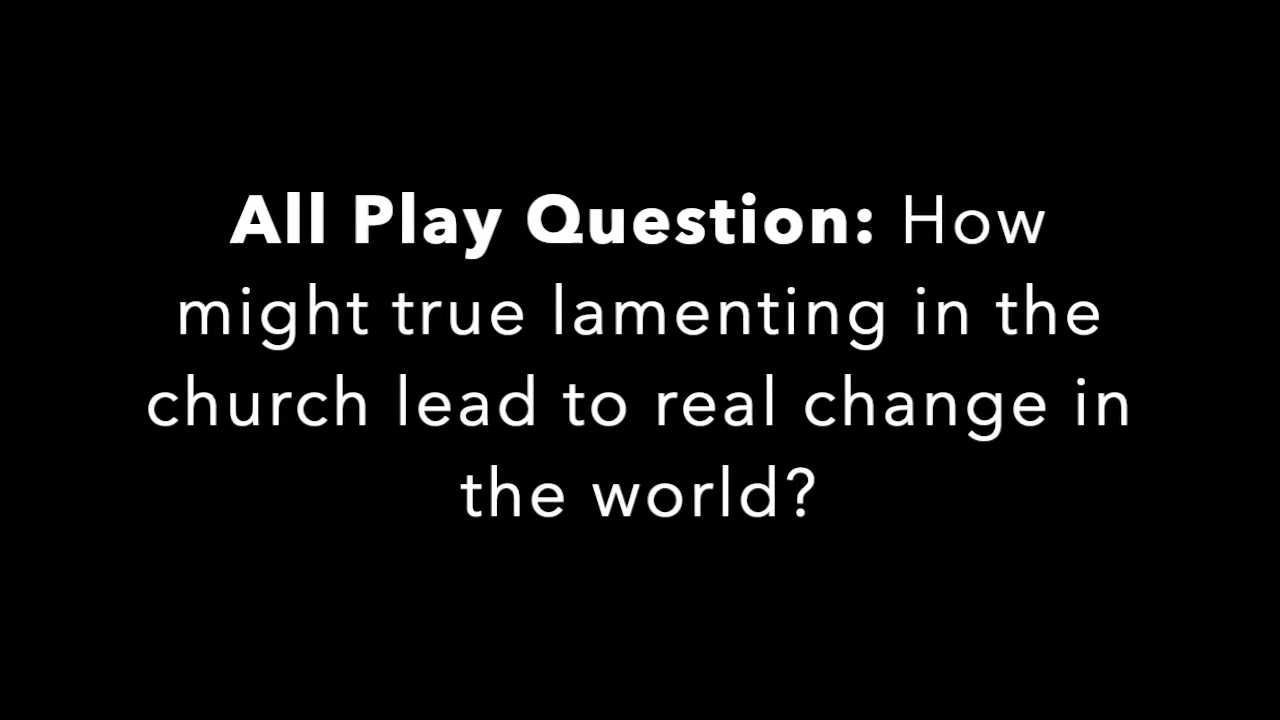 All Play Question: How
might true lamenting in the
church lead to real change in
the world?